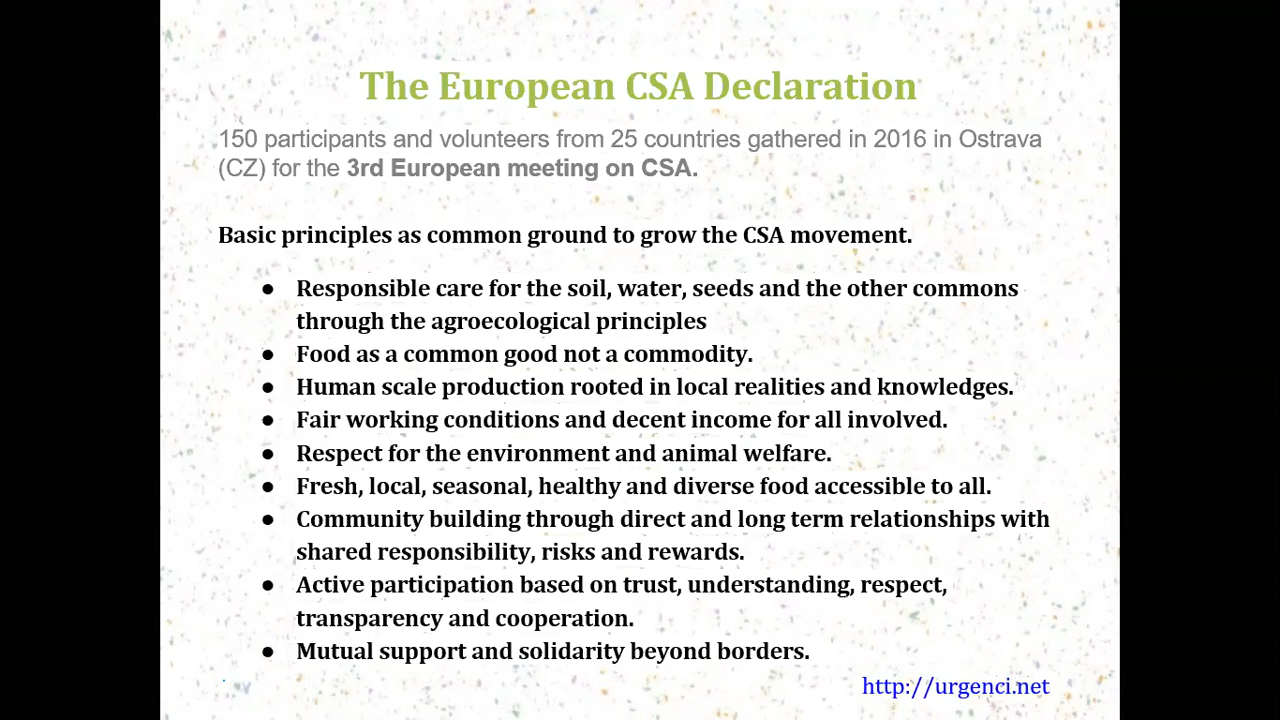 The European CSA Declaration
150 participants and volunteers from 25 countries gathered in 2016 in Ostrava
(CZ) for the 3rd European meeting on CSA.
Basic principles as common ground to grow the CSA movement.
● Responsible care for the soil, water, seeds and the other commons
through the agroecological principles
● Food as a common good not a commodity.
● Human scale production rooted in local realities and knowledges.
● Fair working conditions and decent income for all involved.
● Respect for the environment and animal welfare.
● Fresh, local, seasonal, healthy and diverse food accessible to all.
● Community building through direct and long term relationships with
shared responsibility, risks and rewards.
● Active participation based on trust, understanding, respect,
transparency and cooperation.
● Mutual support and solidarity beyond borders.
http://urgenci.net